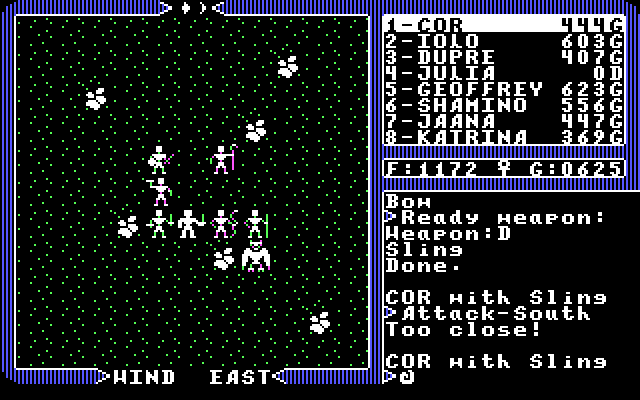 1-COR 444G
2-IOLO 603G
3-DUPRE 407G
4-JULIA 0D
5-GEOFFREY 623G
6-SHAMINO 556G
7-JAANA 447G
8-KATRINA 369G
F:1172 ♀ G:0625
Bow
Ready weapon:
Weapon:D
Sling
Done.
COR with Sling
Attack-South
Too close!
COR with Sling
WIND EAST